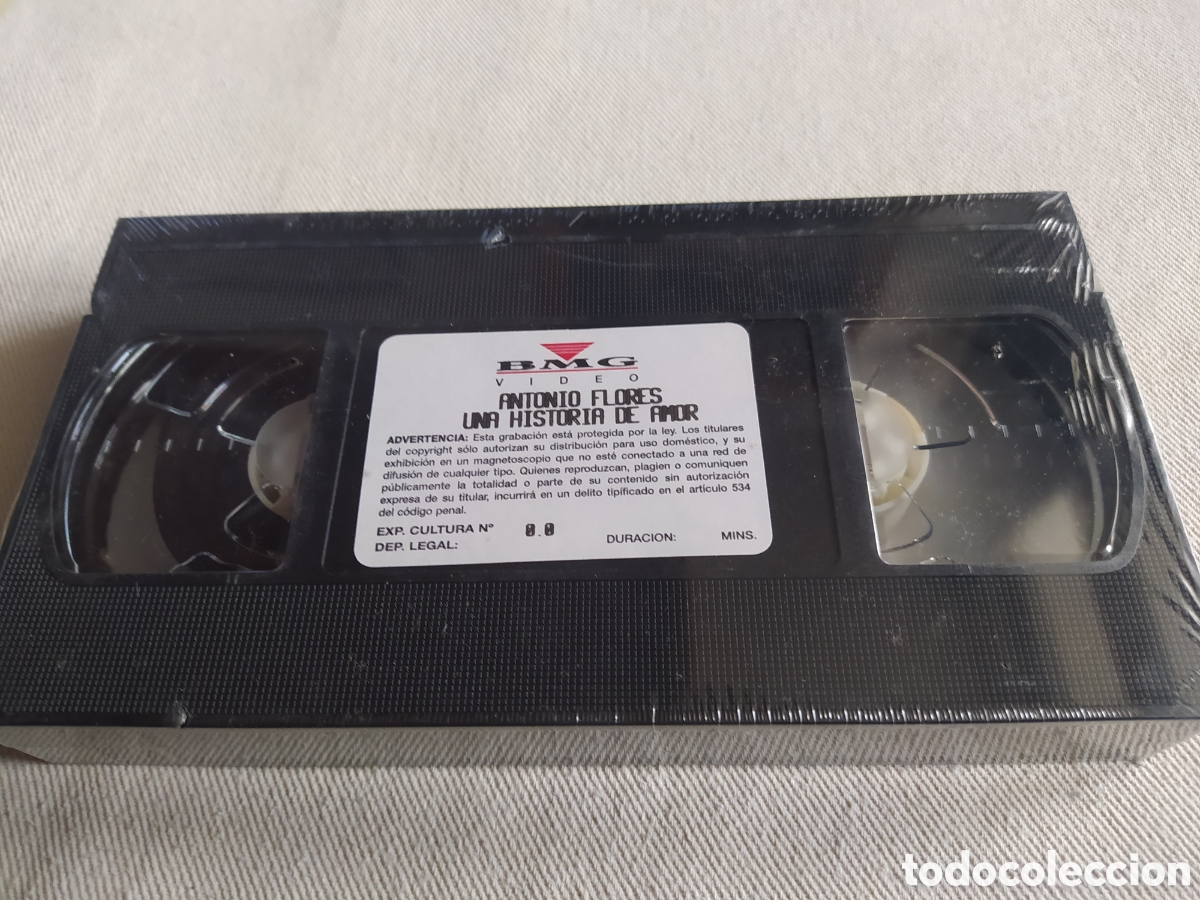 BMG
VIDEO
ANTONIO FLORES
UNA HISTORIA DE AMOR
ADVERTENCIA: Esta grabación está protegida por la ley. Los titulares
del copyright sólo autorizan su distribución para uso doméstico, y su
exhibición en un magnetoscopio que no esté conectado a una red de
difusión de cualquier tipo. Quienes reproduzcan, plagien o comuniquen
públicamente la totalidad o parte de su contenido sin autorización
expresa de su titular, incurrirá en un delito tipificado en el artículo 534
del código penal.
EXP. CULTURA Nº 0.0
DEP. LEGAL: DURACION: MINS.
todocoleccion